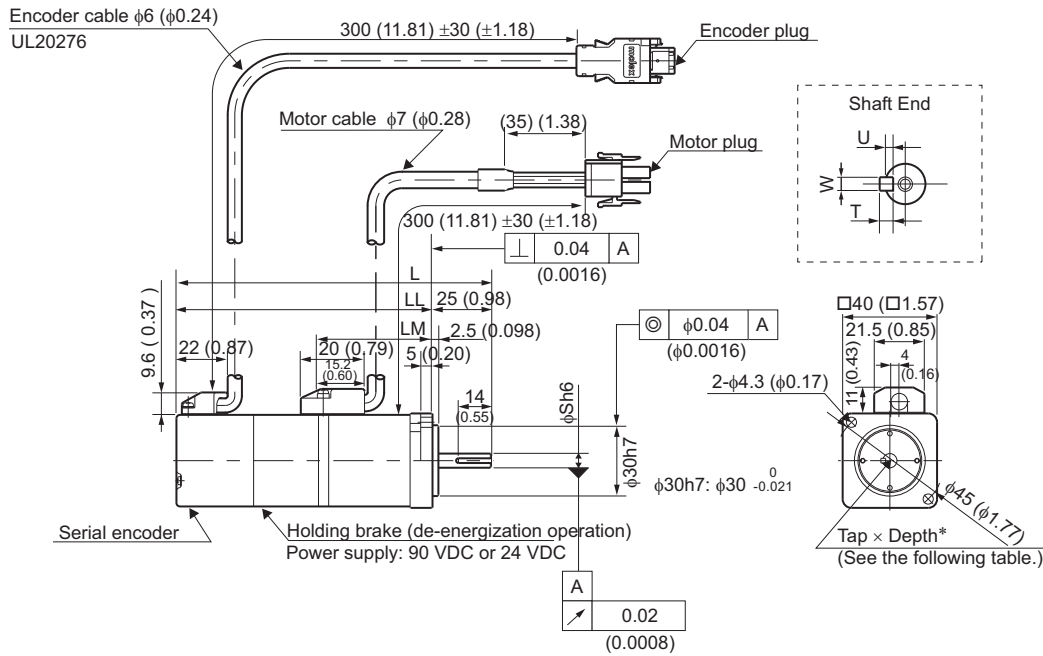 Encoder cable ϕ6 (ϕ0.24)
UL20276
300 (11.81) ±30 (±1.18)
Encoder plug
molex
Motor cable ϕ7 (ϕ0.28)
(35) (1.38)
Motor plug
300 (11.81) ±30 (±1.18)
Shaft End
U
W
T
⊥ 0.04 A
(0.0016)
L
LL
25 (0.98)
LM
2.5 (0.098)
9.6 ( 0.37 )
22 (0.87)
20 (0.79)
5 (0.20)
15.2
(0.60)
14
(0.55)
ϕSh6
ϕ30h7
◎ ϕ0.04 A
(ϕ0.0016)
ϕ30h7: ϕ30 0 -0.021
□40 (□1.57)
21.5 (0.85)
4
(0.16)
11 (0.43)
2-ϕ4.3 (ϕ0.17)
ϕ45 (ϕ1.77)
Tap × Depth*
(See the following table.)
Serial encoder
Holding brake (de-energization operation)
Power supply: 90 VDC or 24 VDC
A
↗ 0.02
(0.0008)